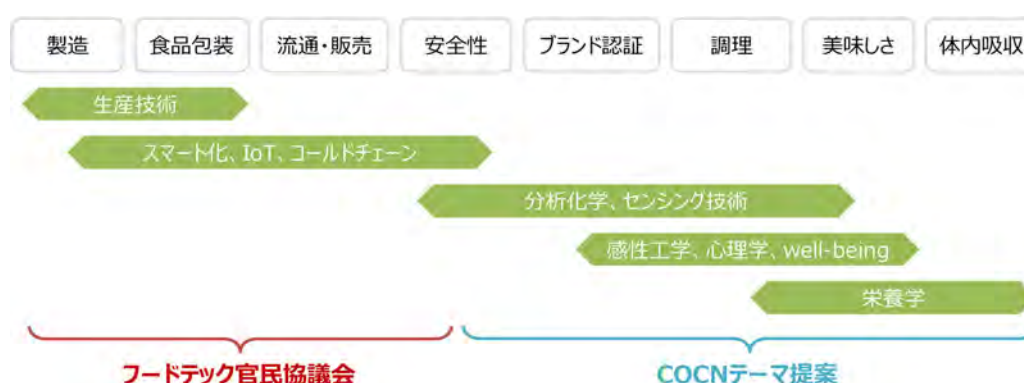 製造 食品包装 流通・販売 安全性 ブランド認証 調理 美味しさ 体内吸収
生産技術
スマート化、IoT、コールドチェーン
分析化学、センシング技術
感性工学、心理学、well-being
栄養学
フードテック官民協議会 COCNテーマ提案